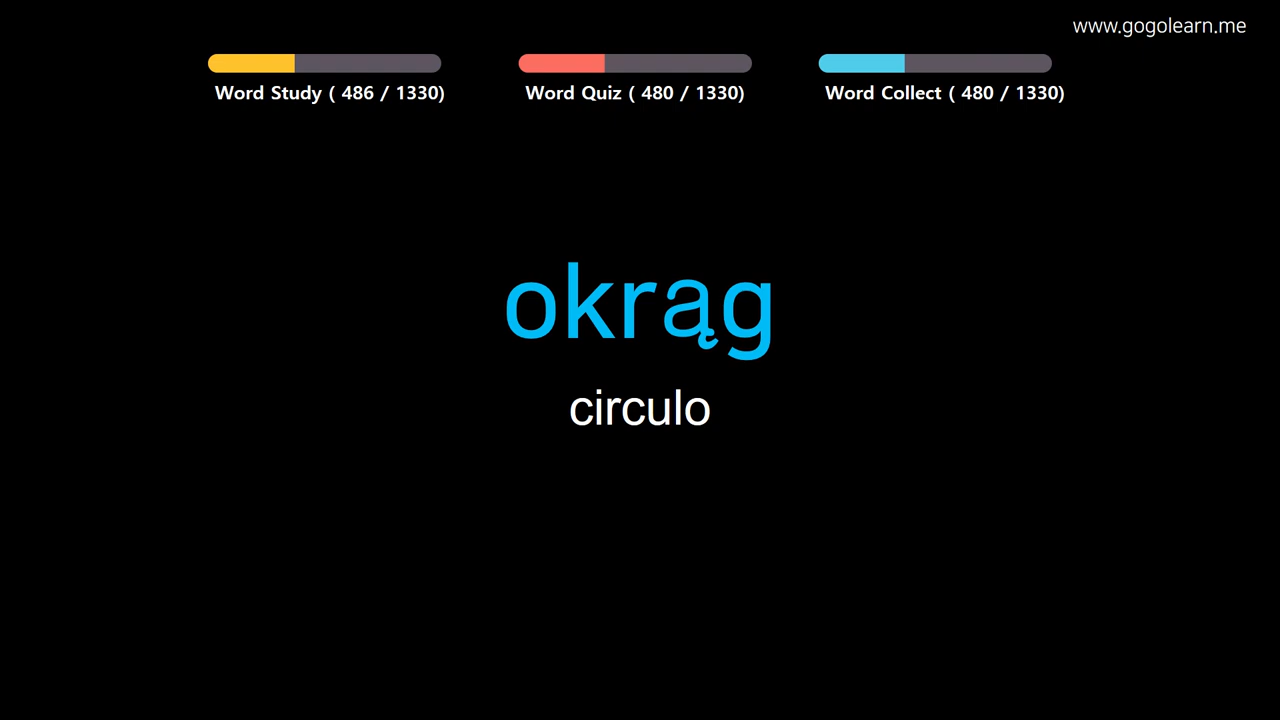 www.gogolearn.me
Word Study ( 486 / 1330)
Word Quiz ( 480 / 1330)
Word Collect ( 480 / 1330)
okrąg
circulo